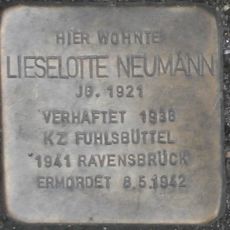 HIER WOHNTE
LIESELOTTE NEUMANN
JG. 1921
VERHAFTET 1938
KZ FUHLSBÜTTEL
1941 RAVENSBRÜCK
ERMORDET 8.5.1942